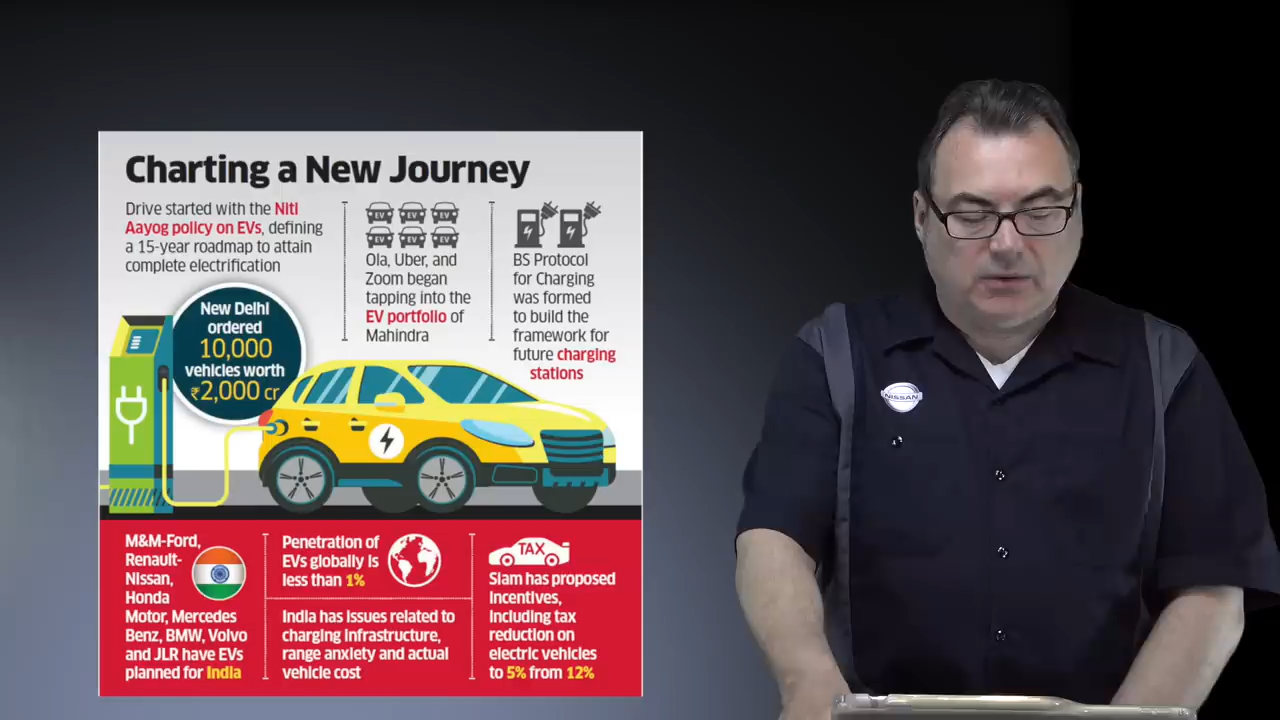 Charting a New Journey
Drive started with the Niti
Aayog policy on EVs, defining
a 15-year roadmap to attain
complete electrification
EV EV EV
EV EV EV
Ola, Uber, and
Zoom began
tapping into the
EV portfolio of
Mahindra
BS Protocol
for Charging
was formed
to build the
framework for
future charging
stations
New Delhi
ordered
10,000
vehicles worth
₹2,000 cr
M&M-Ford,
Renault-
Nissan,
Honda
Motor, Mercedes
Benz, BMW, Volvo
and JLR have EVs
planned for India
Penetration of
EVs globally is
less than 1%
India has issues related to
charging infrastructure,
range anxiety and actual
vehicle cost
TAX
Siam has proposed
incentives,
including tax
reduction on
electric vehicles
to 5% from 12%
NISSAN